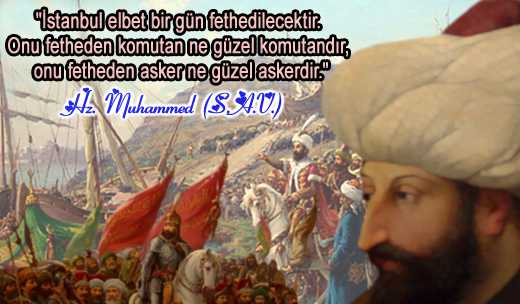 "İstanbul elbet bir gün fethedilecektir.
Onu fetheden komutan ne güzel komutandır,
onu fetheden asker ne güzel askerdir."
Hz. Muhammed (S.A.V.)